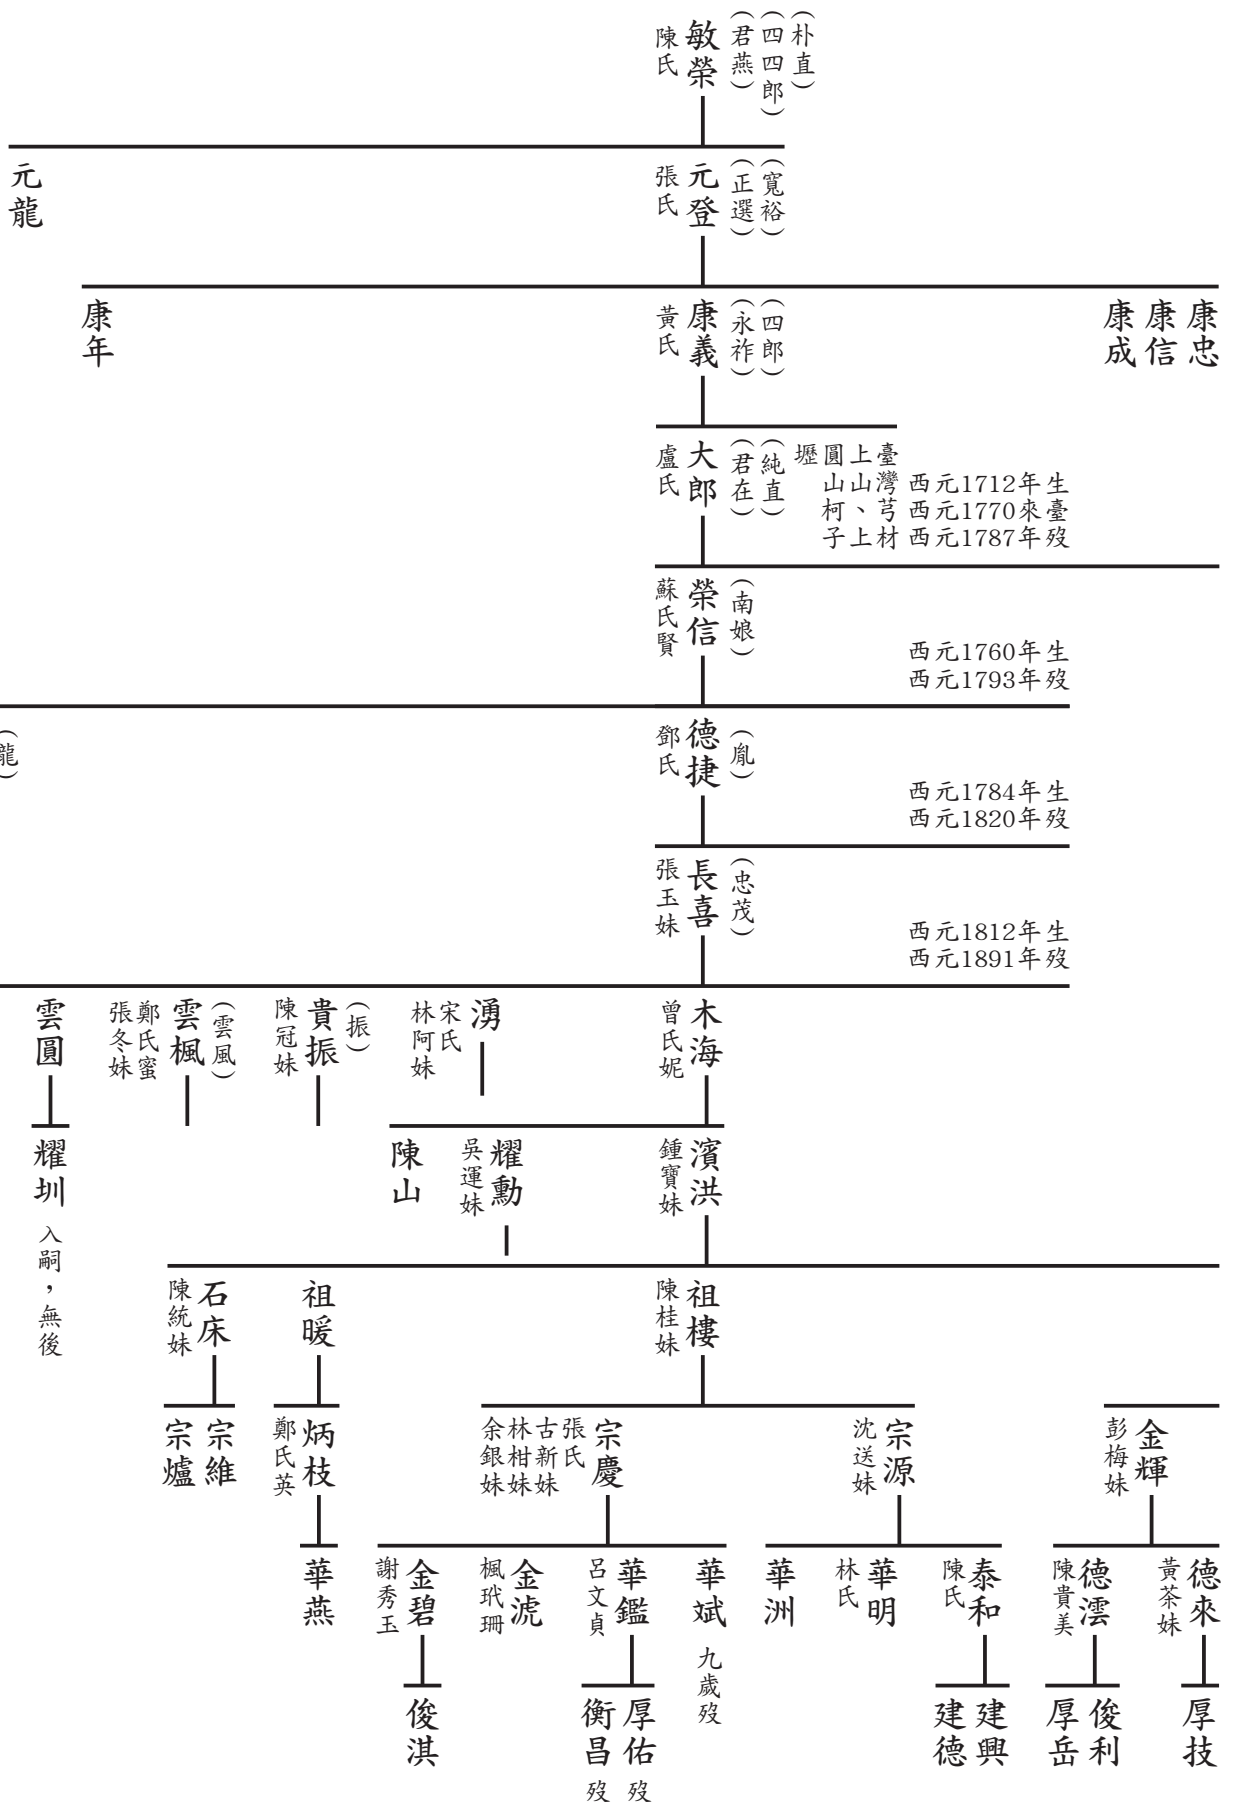 (朴直)
(四四郎)
(君燕)
敏榮
陳氏
(寬裕)
(正選)
元登
張氏
元龍
康忠
康信
康成
(四郎)
(永祚)
康義
黃氏
康年
西元1712年生
西元1770來臺
西元1787年歿
臺灣芎材
上山、上
圓山柯子
壢
(純直)
(君在)
大郎
盧氏
西元1760年生
西元1793年歿
(南娘)
榮信
蘇氏賢
西元1784年生
西元1820年歿
(胤)
德捷
鄧氏
(龍)
西元1812年生
西元1891年歿
(忠茂)
長喜
張玉妹
木海
曾氏妮
湧
宋氏
林阿妹
(振)
貴振
陳冠妹
(雲風)
雲楓
鄭氏蜜
張冬妹
雲圓
濱洪
鍾寶妹
耀勳
吳運妹
陳山
耀圳 入嗣，無後
祖樓
陳桂妹
祖暖
石床
陳統妹
金輝
彭梅妹
宗源
沈送妹
宗慶
張氏
古新妹
林柑妹
余銀妹
炳枝
鄭氏英
宗維
宗爐
德來
黃茶妹
德澐
陳貴美
泰和
陳氏
華明
林氏
華洲
華斌 九歲歿
華鑑
呂文貞
金淲
楓玳珊
金碧
謝秀玉
華燕
厚技
俊利
厚岳
建興
建德
厚佑 歿
衡昌 歿
俊淇